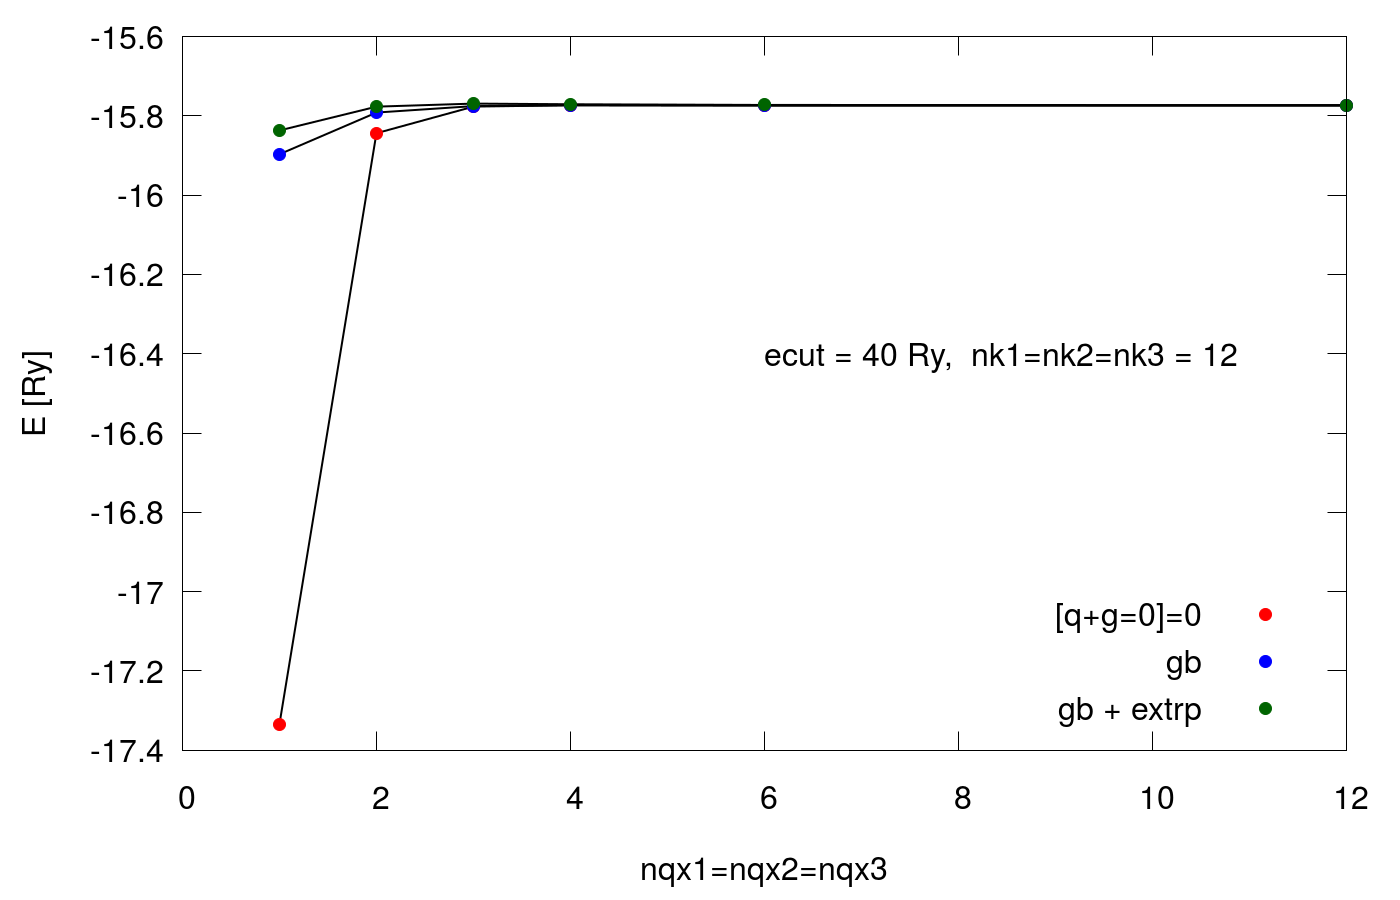 -15.6
-15.8
-16
-16.2
-16.4
-16.6
-16.8
-17
-17.2
-17.4
E [Ry]
ecut = 40 Ry,  nk1=nk2=nk3 = 12
[q+g=0]=0
gb
gb + extrp
0 2 4 6 8 10 12
nqx1=nqx2=nqx3